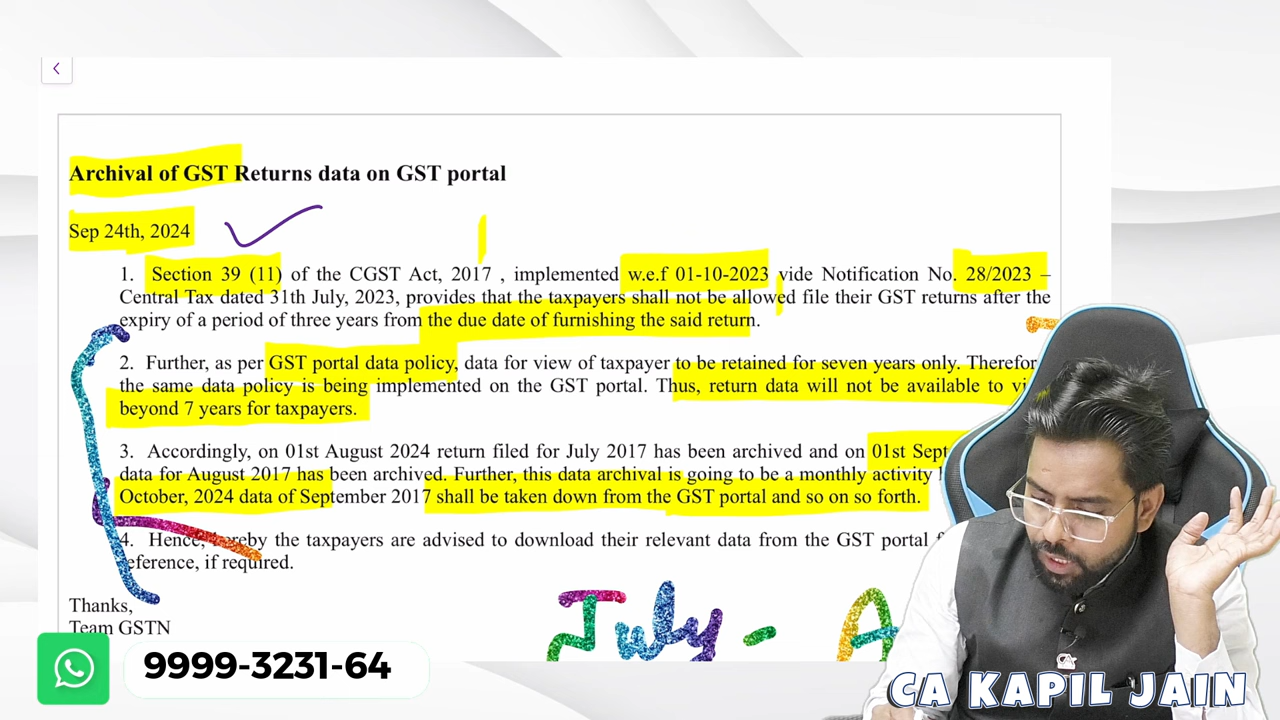 Archival of GST Returns data on GST portal
Sep 24th, 2024
1. Section 39 (11) of the CGST Act, 2017 , implemented w.e.f 01-10-2023 vide Notification No. 28/2023 –
Central Tax dated 31th July, 2023, provides that the taxpayers shall not be allowed file their GST returns after the
expiry of a period of three years from the due date of furnishing the said return.
2. Further, as per GST portal data policy, data for view of taxpayer to be retained for seven years only. Therefor
the same data policy is being implemented on the GST portal. Thus, return data will not be available to vi
beyond 7 years for taxpayers.
3. Accordingly, on 01st August 2024 return filed for July 2017 has been archived and on 01st Sept
data for August 2017 has been archived. Further, this data archival is going to be a monthly activity
October, 2024 data of September 2017 shall be taken down from the GST portal and so on so forth.
4. Hence, hereby the taxpayers are advised to download their relevant data from the GST portal f
eference, if required.
Thanks,
Team GSTN
July - A
9999-3231-64
CA KAPIL JAIN